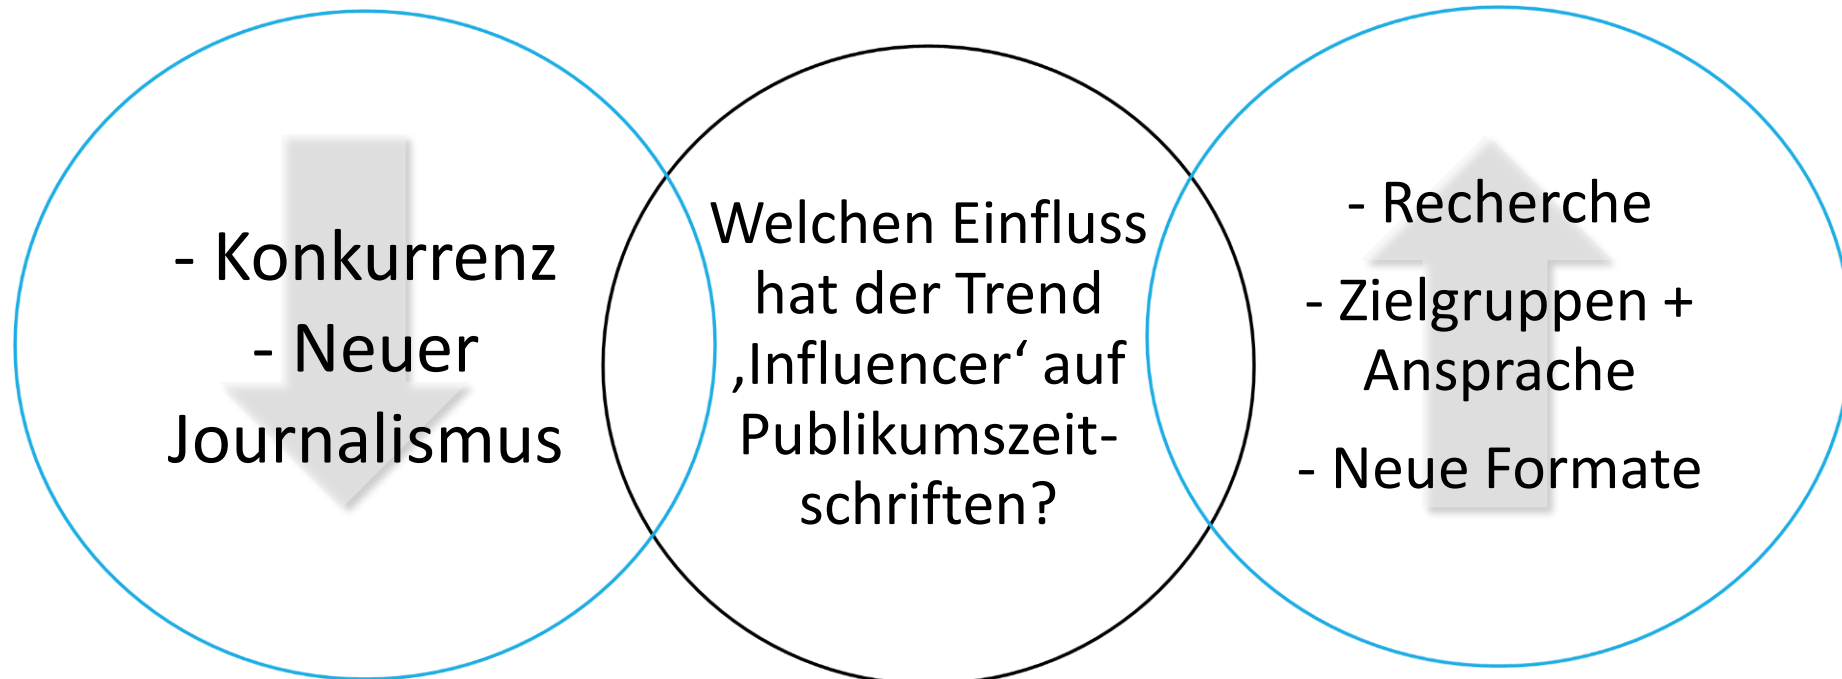 - Konkurrenz
- Neuer
Journalismus
Welchen Einfluss
hat der Trend
‚Influencer‘ auf
Publikumszeit-
schriften?
- Recherche
- Zielgruppen +
Ansprache
- Neue Formate